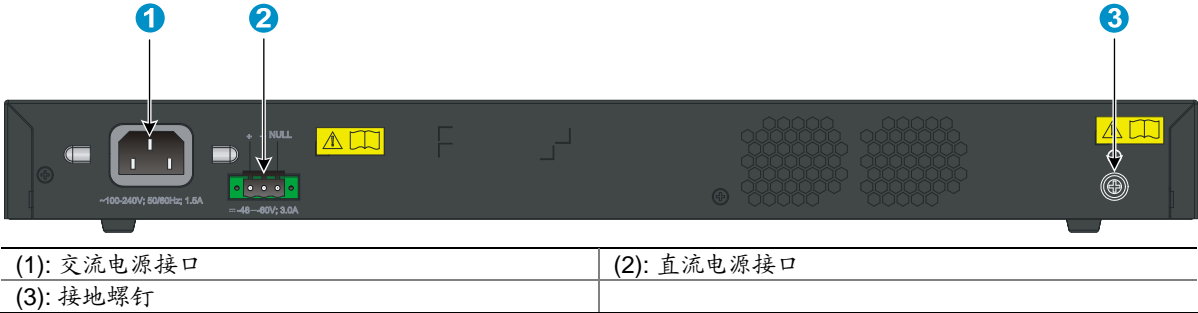 1 2 3
+ - NULL
~100-240V; 50/60Hz; 1.5A
⎓ -48—-60V; 3.0A
(1): 交流电源接口 (2): 直流电源接口
(3): 接地螺钉